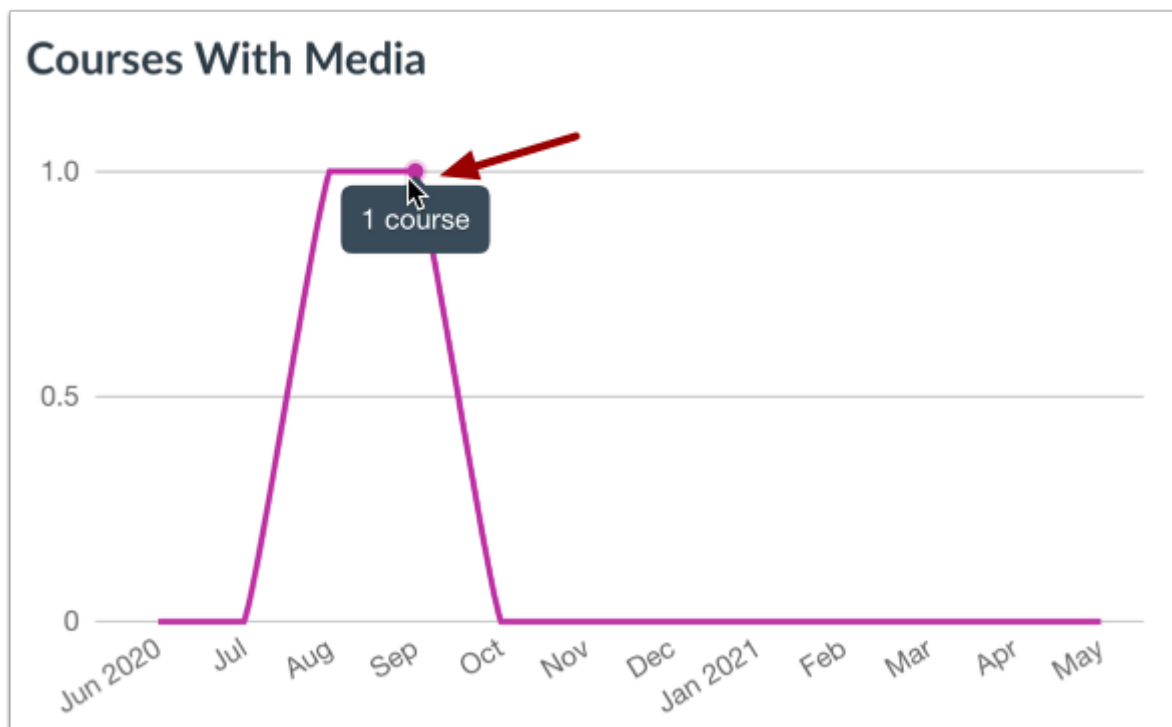 Courses With Media
1.0
1 course
0.5
0
Jun 2020
Jul
Aug
Sep
Oct
Nov
Dec
Jan 2021
Feb
Mar
Apr
May